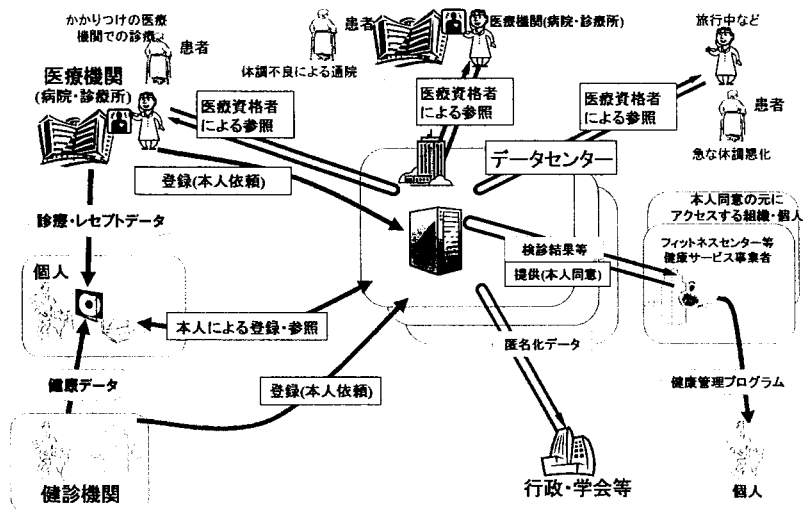 かかりつけの医療
機関での診療
患者
医療機関
(病院・診療所)
患者
体調不良による通院
医療機関(病院・診療所)
旅行中など
患者
急な体調悪化
医療資格者
による参照
医療資格者
による参照
医療資格者
による参照
データセンター
登録(本人依頼)
診療・レセプトデータ
個人
本人による登録・参照
健康データ
登録(本人依頼)
健診機関
検診結果等
提供(本人同意)
本人同意の元に
アクセスする組織・個人
フィットネスセンター等
健康サービス事業者
匿名化データ
健康管理プログラム
行政・学会等
個人